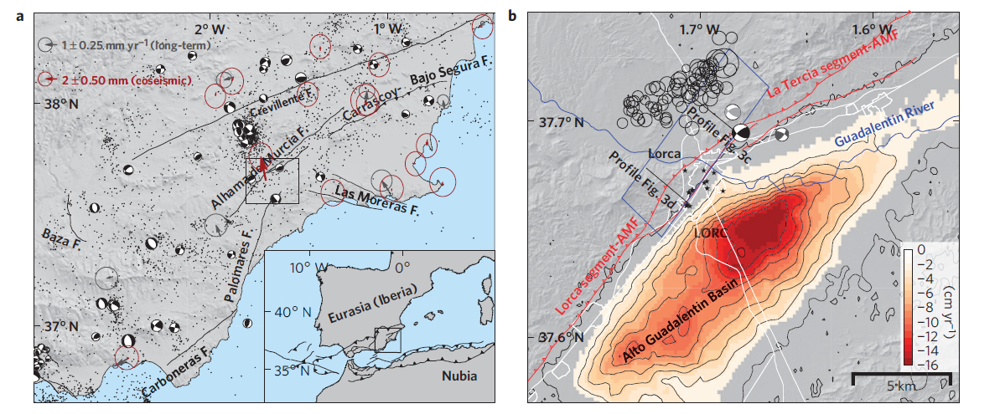 a
2° W
1° W
1 ± 0.25 mm yr⁻¹ (long-term)
2 ± 0.50 mm (coseismic)
38° N
Crevillente F.
Carrascoy-
Bajo Segura F.
Alhama de Murcia F.
Las Moreras F.
Baza F.
Palomares F.
37° N
Carboneras F.
10° W
0°
Eurasia (Iberia)
40° N
35° N
Nubia
b
1.7° W
1.6° W
La Tercia segment-AMF
37.7° N
Guadalentin River
Profile Fig. 3c
Lorca
Profile Fig. 3d
LORC
Lorca segment-AMF
Alto Guadalentin Basin
37.6° N
0
−2
−4
−6
−8
−10
−12
−14
−16
(cm yr⁻¹)
5 km